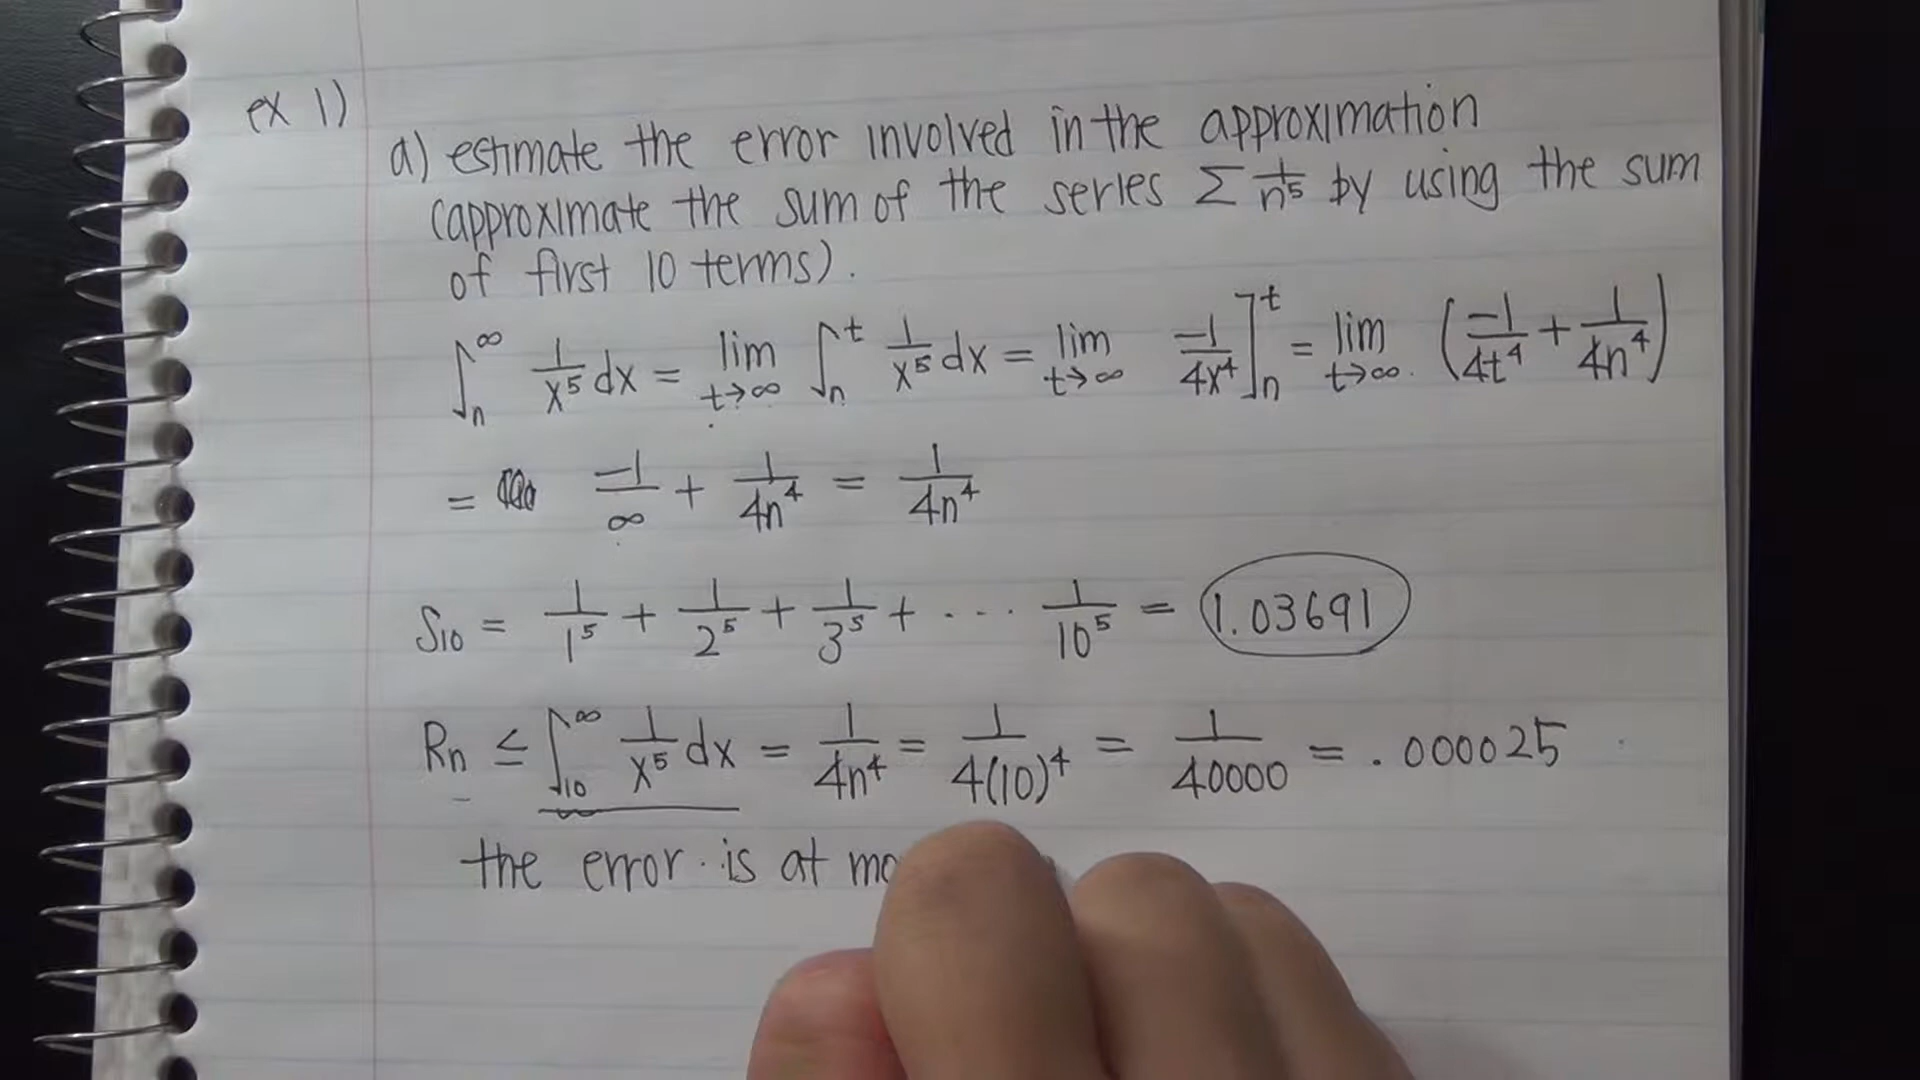 ex 1)
a) estimate the error involved in the approximation
(approximate the sum of the series Σ 1/n⁵ by using the sum
of first 10 terms).
∫ₙ^∞ 1/x⁵ dx = lim t→∞ ∫ₙ^t 1/x⁵ dx = lim t→∞ -1/4x⁴ ]ₙ^t = lim t→∞ (-1/4t⁴ + 1/4n⁴)
= -1/∞ + 1/4n⁴ = 1/4n⁴
S₁₀ = 1/1⁵ + 1/2⁵ + 1/3⁵ + ... 1/10⁵ = 1.03691
Rn ≤ ∫₁₀^∞ 1/x⁵ dx = 1/4n⁴ = 1/4(10)⁴ = 1/40000 = .000025
the error is at